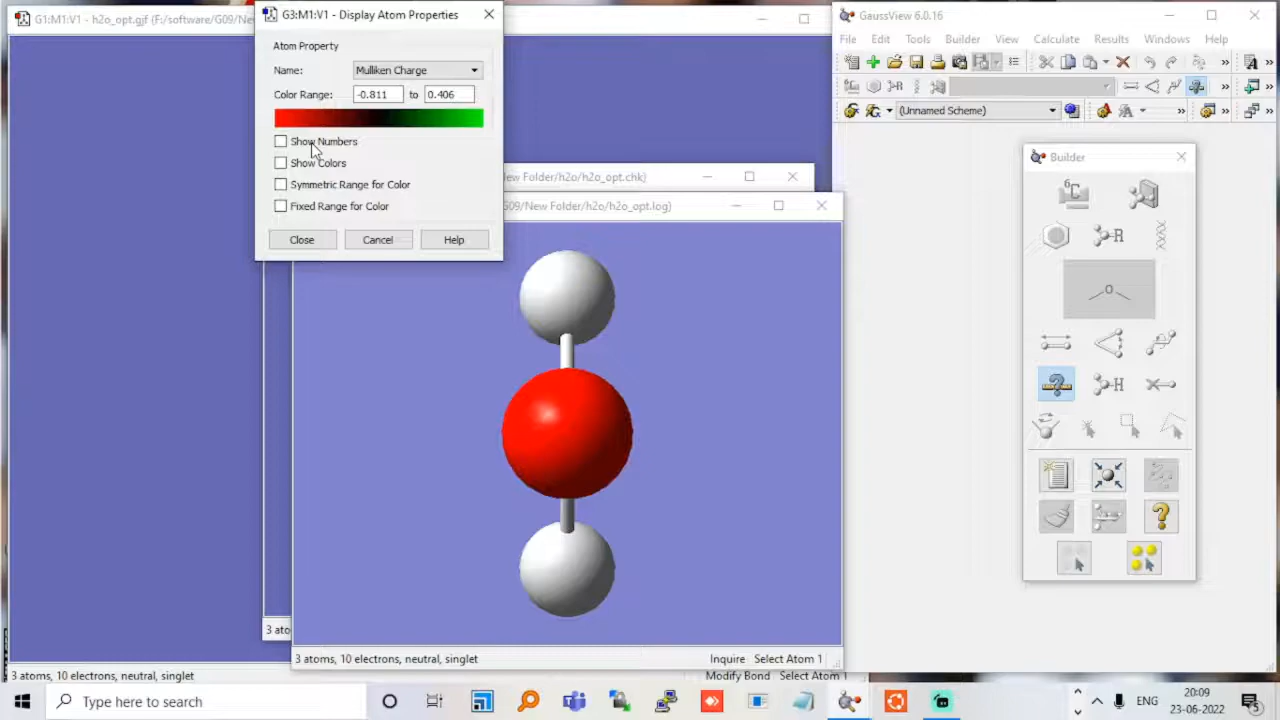 G1:M1:V1 - h2o_opt.gjf (F:/software/G09/Nev
G3:M1:V1 - Display Atom Properties
Atom Property
Name: Mulliken Charge
Color Range: -0.811 to 0.406
Show Numbers
Show Colors
Symmetric Range for Color
Fixed Range for Color
Close Cancel Help
ew Folder/h2o/h2o_opt.chk)
G09/New Folder/h2o/h2o_opt.log)
3 ato
3 atoms, 10 electrons, neutral, singlet
Inquire Select Atom 1
3 atoms, 10 electrons, neutral, singlet
Modify Bond Select Atom 1
GaussView 6.0.16
File Edit Tools Builder View Calculate Results Windows Help
(Unnamed Scheme)
Builder
6C
R
O
H
Type here to search
ENG
20:09
23-06-2022
5